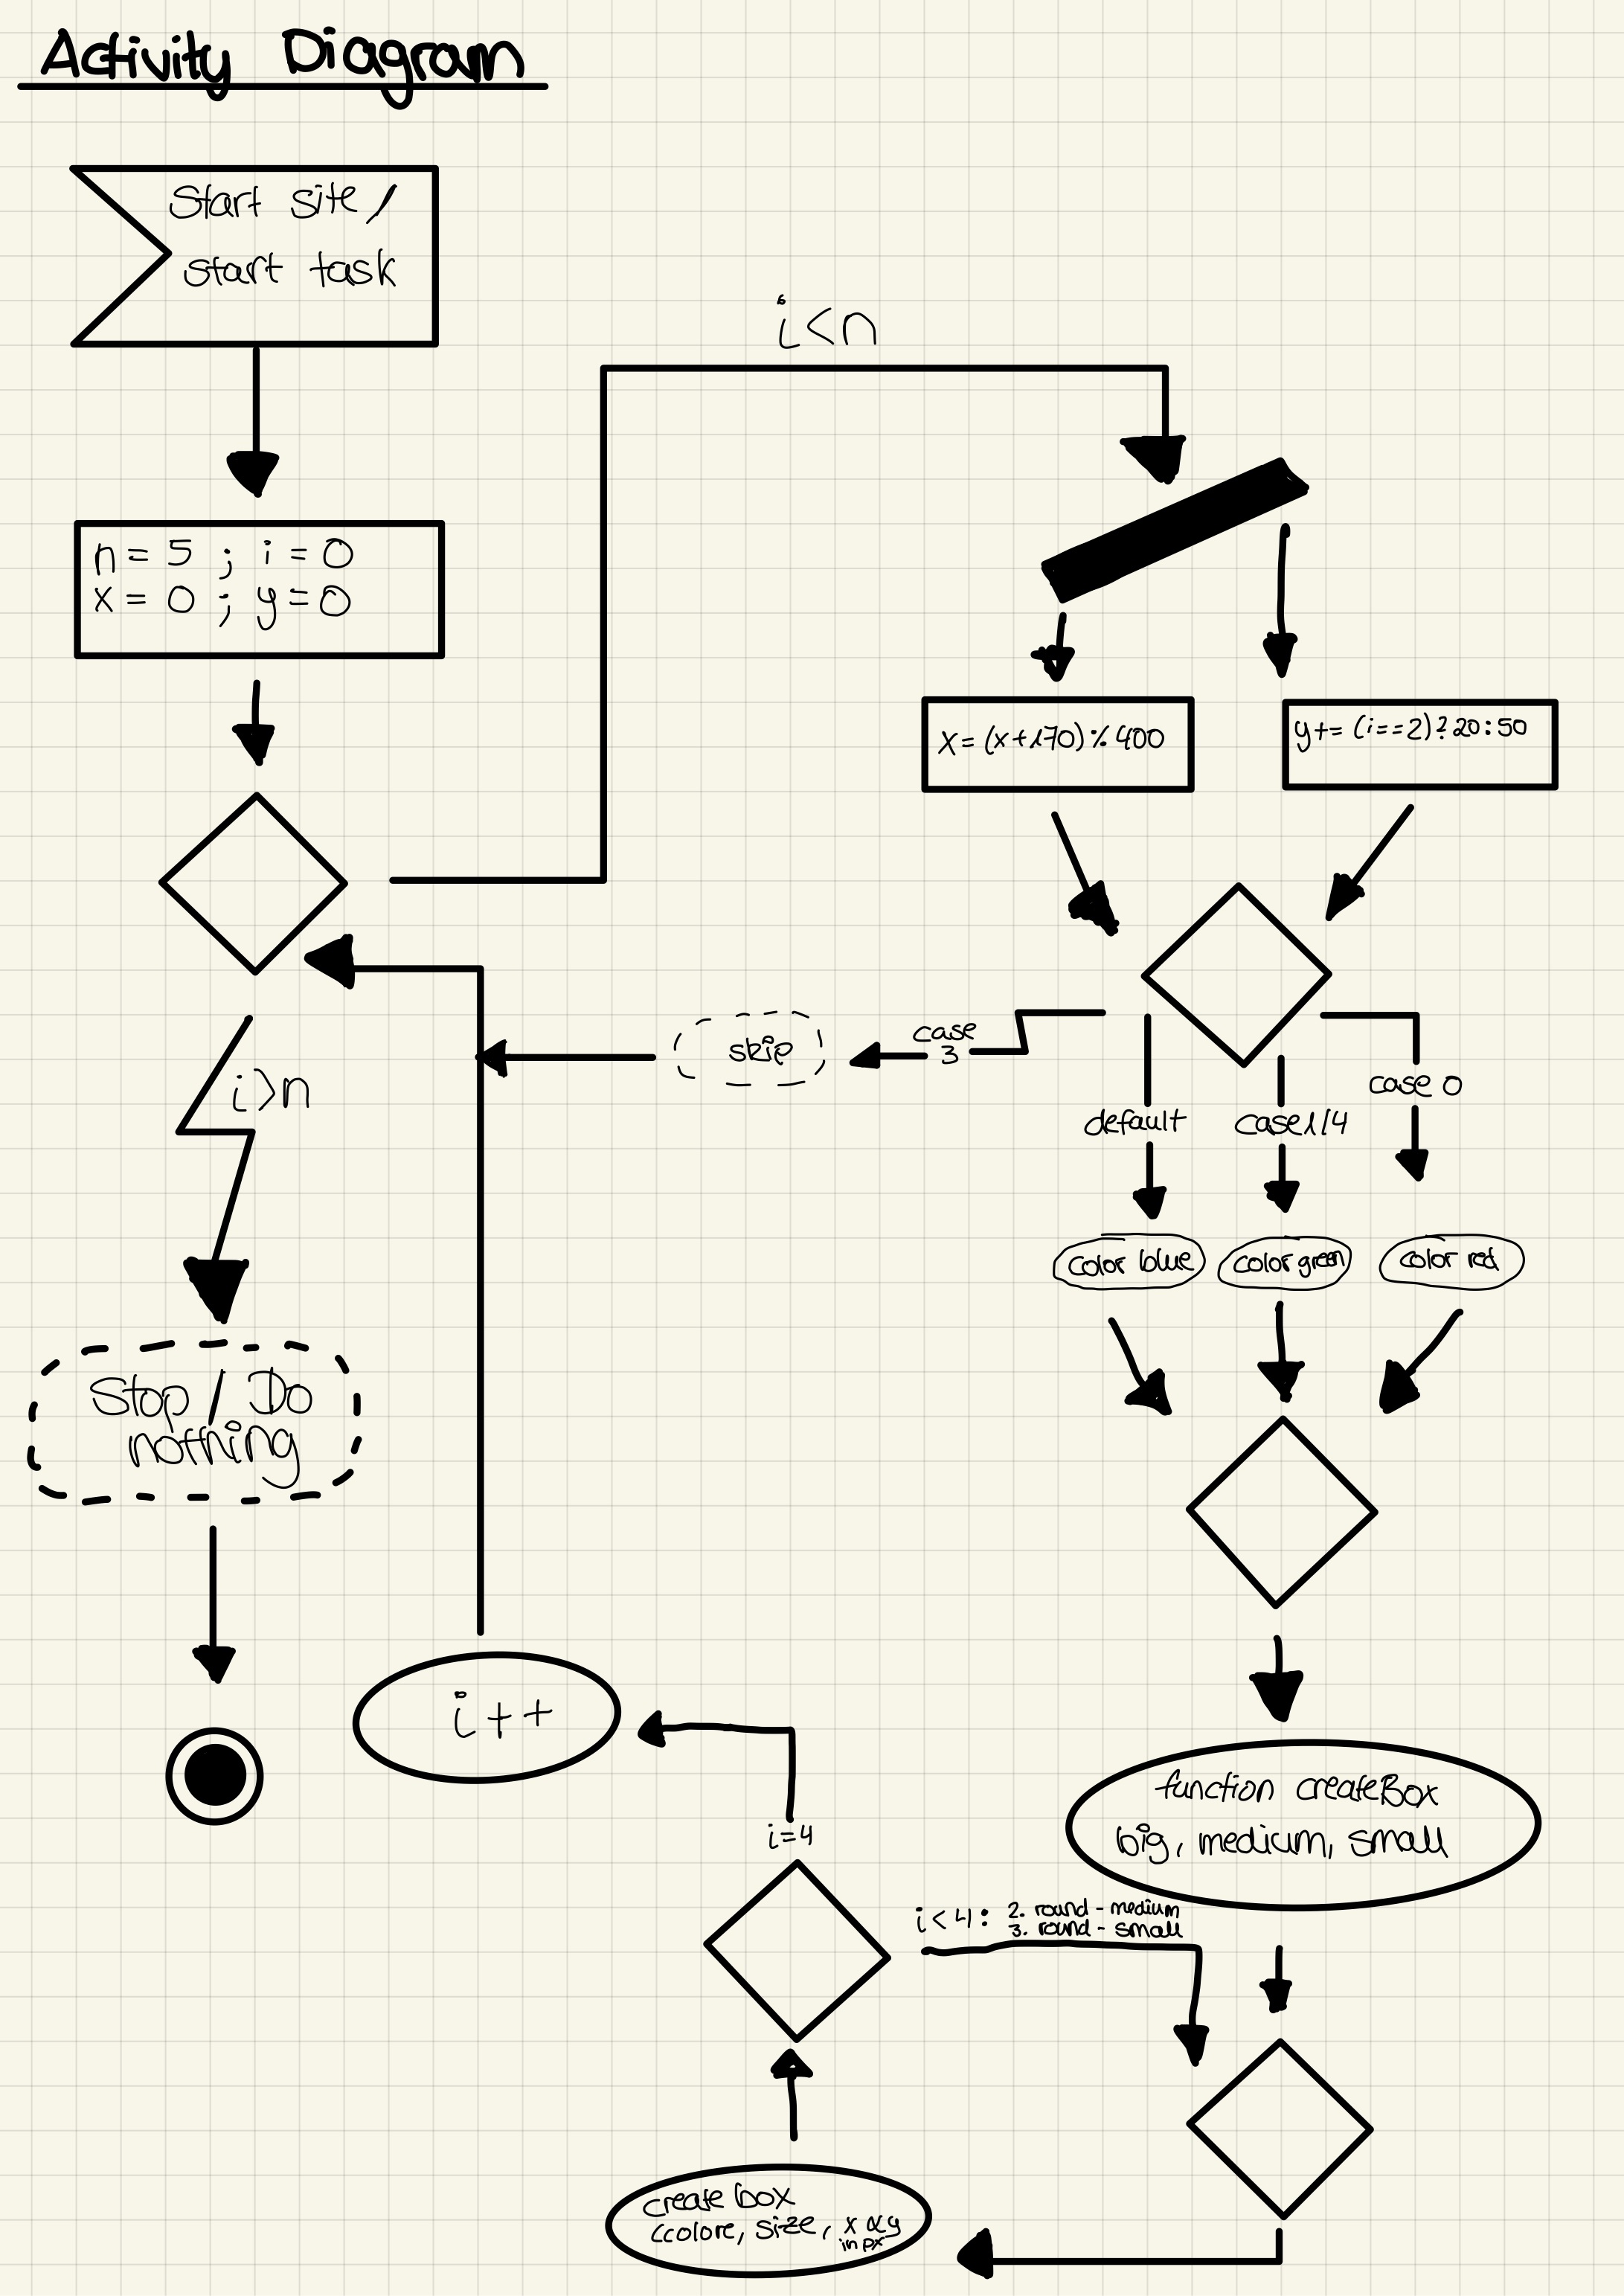 Activity Diagram
Start site /
start task
i<n
n = 5 ; i = 0
x = 0 ; y = 0
x = (x+170) % 400
y += (i==2)? 20:50
case
3
skip
case 0
default
case 1/4
i>n
color blue
color green
color red
Stop / Do
nothing
i++
function createBox
big, medium, small
i=4
i<4: 2. round - medium
3. round - small
create box
(colore, size, x &y
in px